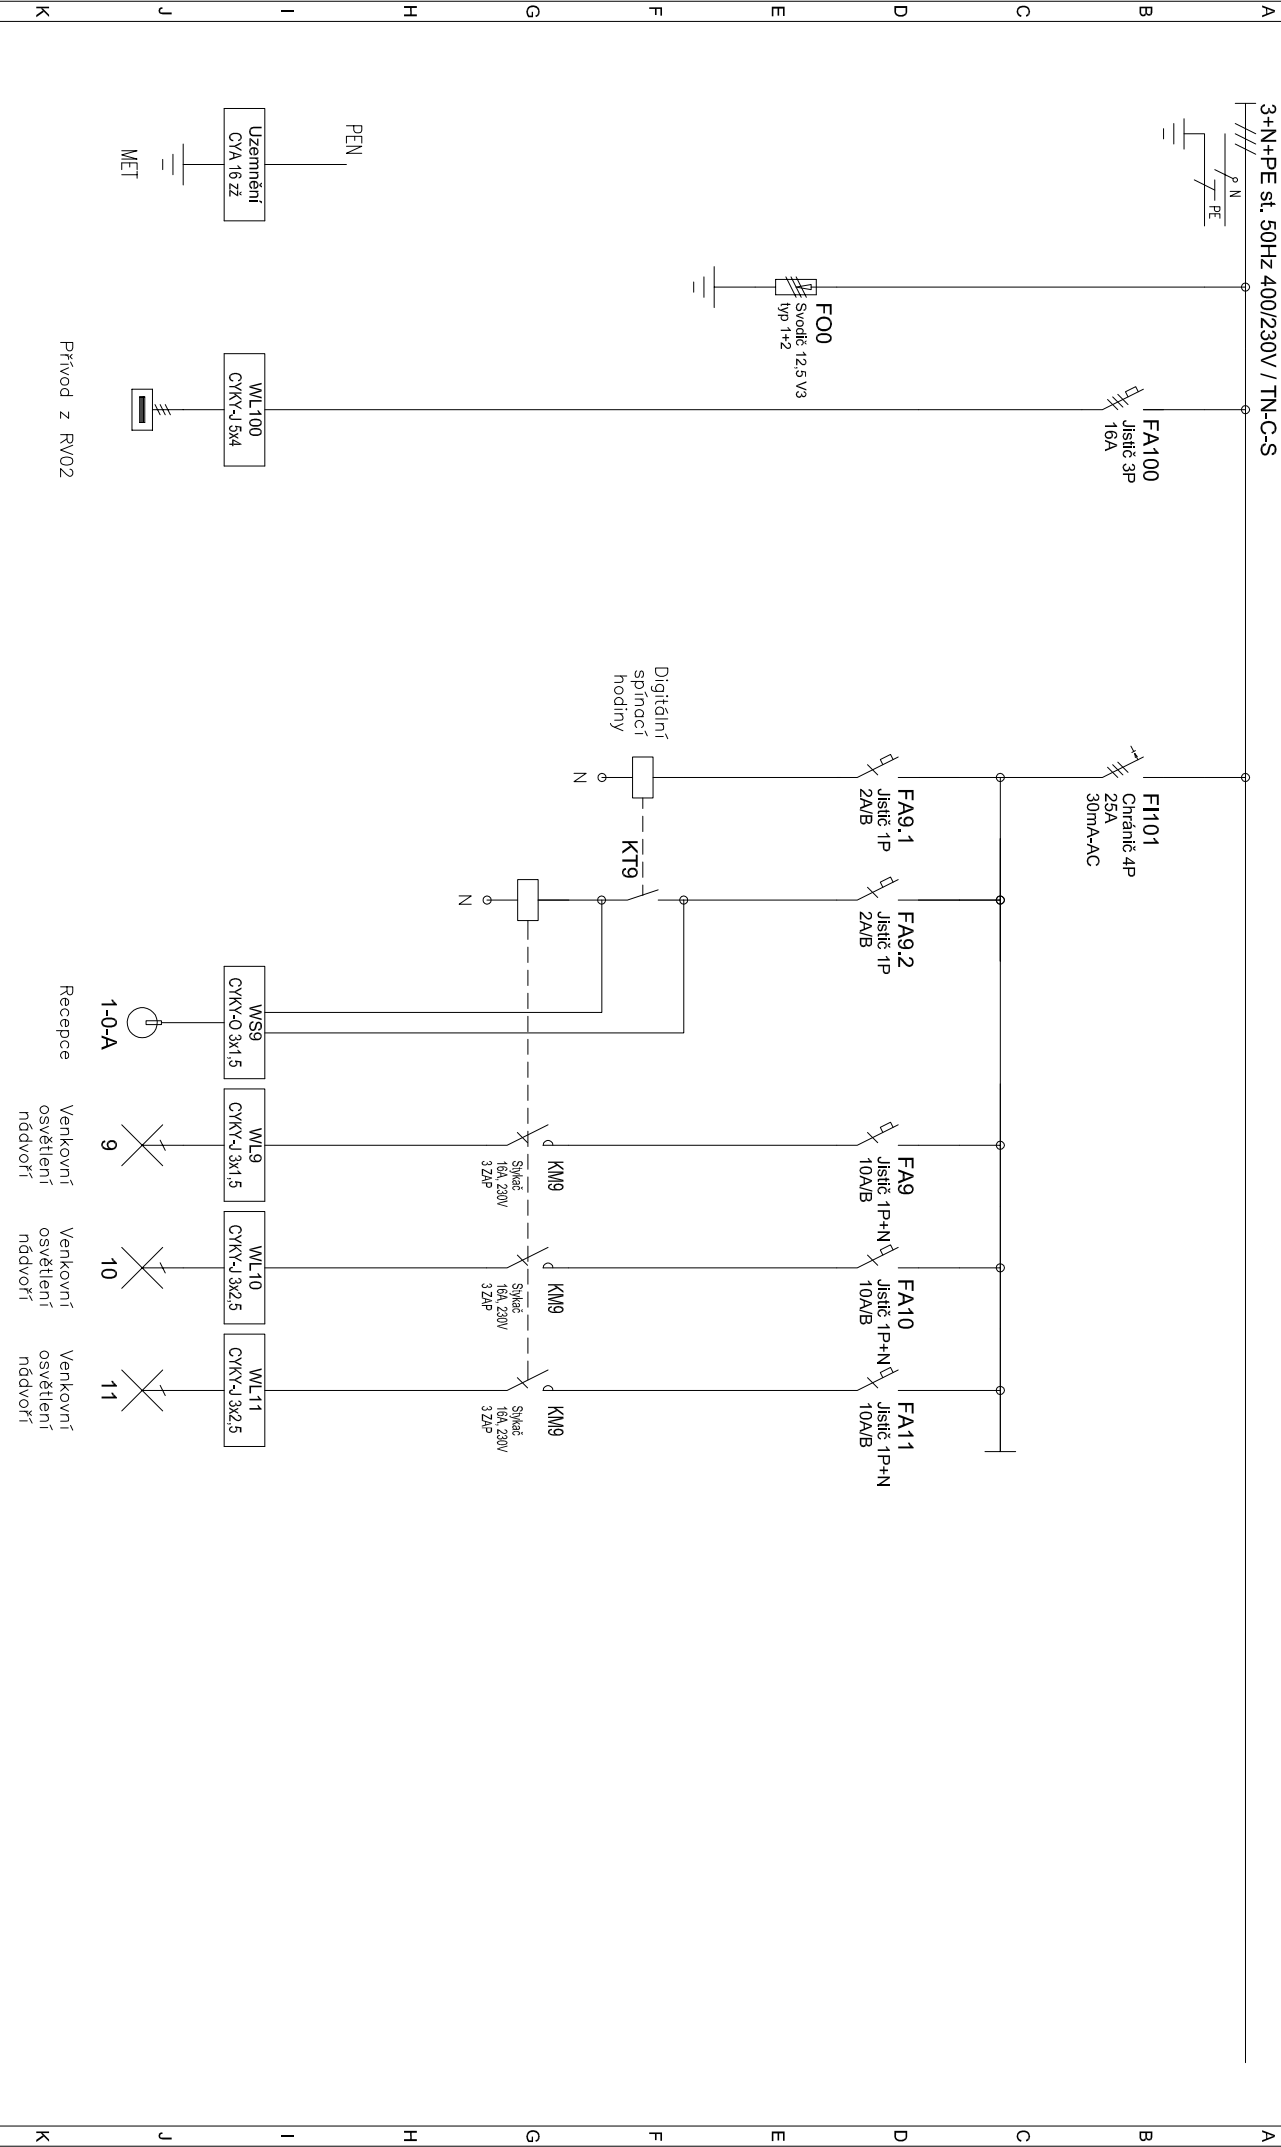 A
B
C
D
E
F
G
H
I
J
K
3+N+PE st. 50Hz 400/230V / TN-C-S
N
PE
PEN
Uzemnění
CYA 16 zž
MET
FO0
Svodič 12,5 V3
typ 1+2
FA100
Jistič 3P
16A
WL100
CYKY-J 5x4
Přívod z RV02
FI101
Chránič 4P
25A
30mA-AC
FA9.1
Jistič 1P
2A/B
Digitální
spínací
hodiny
N
KT9
FA9.2
Jistič 1P
2A/B
N
WS9
CYKY-O 3x1,5
1-0-A
Recepce
FA9
Jistič 1P+N
10A/B
KM9
Stykač
16A, 230V
3 ZAP
WL9
CYKY-J 3x1,5
9
Venkovní
osvětlení
nádvoří
FA10
Jistič 1P+N
10A/B
KM9
Stykač
16A, 230V
3 ZAP
WL10
CYKY-J 3x2,5
10
Venkovní
osvětlení
nádvoří
FA11
Jistič 1P+N
10A/B
KM9
Stykač
16A, 230V
3 ZAP
WL11
CYKY-J 3x2,5
11
Venkovní
osvětlení
nádvoří
A
B
C
D
E
F
G
H
I
J
K